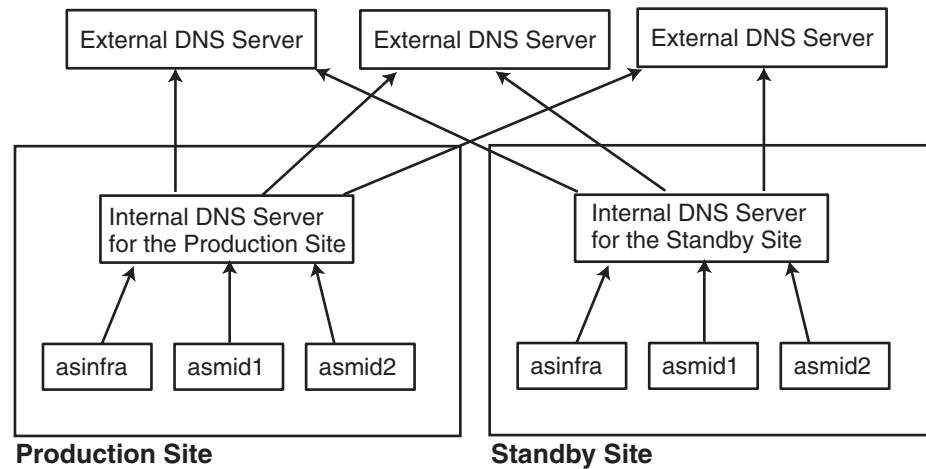 External DNS Server
External DNS Server
External DNS Server
Internal DNS Server
for the Production Site
Internal DNS Server
for the Standby Site
asinfra
asmid1
asmid2
asinfra
asmid1
asmid2
Production Site
Standby Site